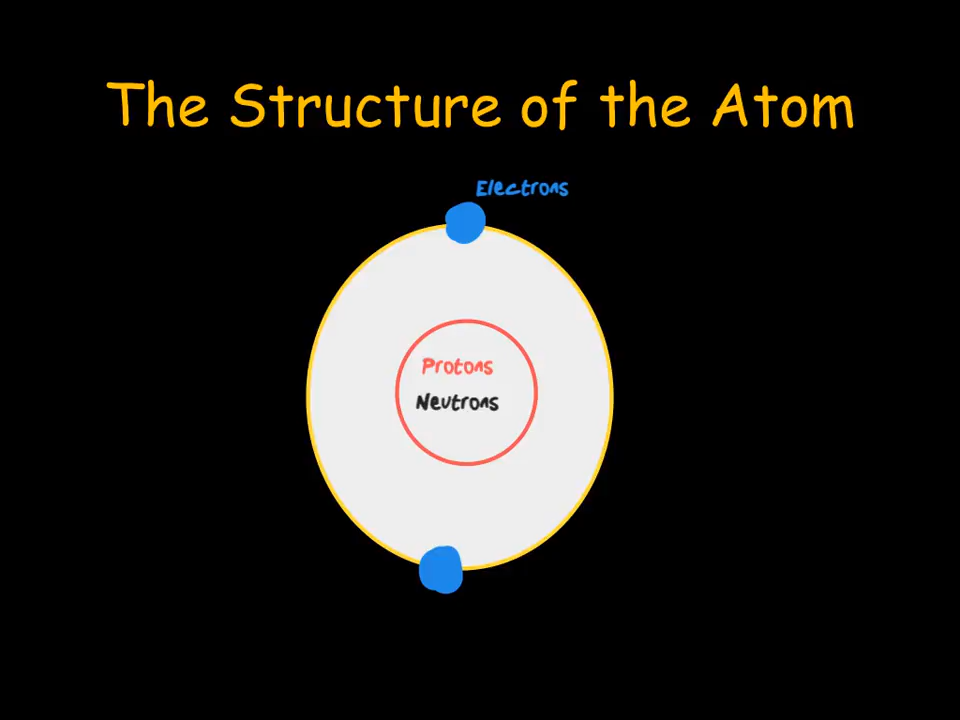 The Structure of the Atom
Electrons
Protons
Neutrons